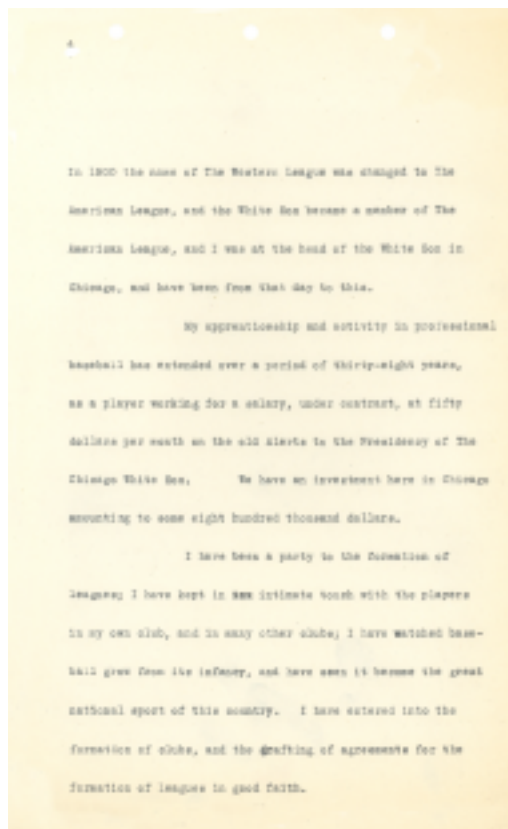 4
In 1900 the name of The Western League was changed to The
American League, and the White Sox became a member of The
American League, and I was at the head of the White Sox in
Chicago, and have been from that day to this.
My apprenticeship and activity in professional
baseball has extended over a period of thirty-eight years,
as a player working for a salary, under contract, at fifty
dollars per month on the old Alerts to the Presidency of The
Chicago White Sox. We have an investment here in Chicago
amounting to some eight hundred thousand dollars.
I have been a party to the formation of
leagues; I have kept in intimate touch with the players
in my own club, and in many other clubs; I have watched base-
ball grow from its infancy, and have seen it become the great
national sport of this country. I have entered into the
formation of clubs, and the drafting of agreements for the
formation of leagues in good faith.